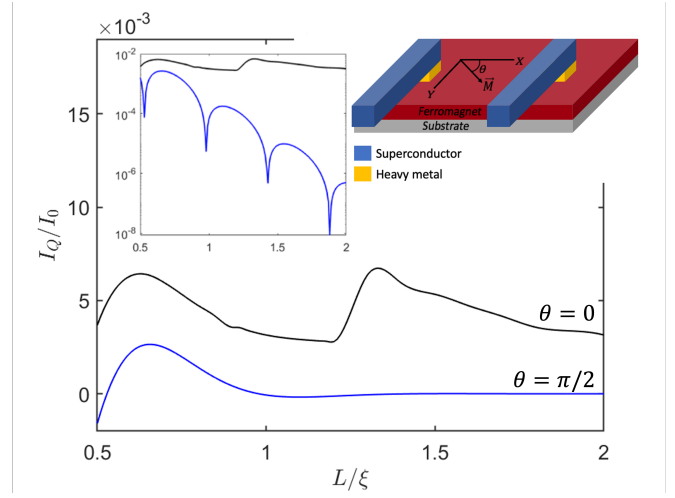 ×10⁻³
15
10
5
0
0.5
1
1.5
2
L/ξ
I_Q/I_0
10⁻²
10⁻⁴
10⁻⁶
10⁻⁸
0.5
1
1.5
2
θ
X
Y
M⃗
Ferromagnet
Substrate
Superconductor
Heavy metal
θ = 0
θ = π/2